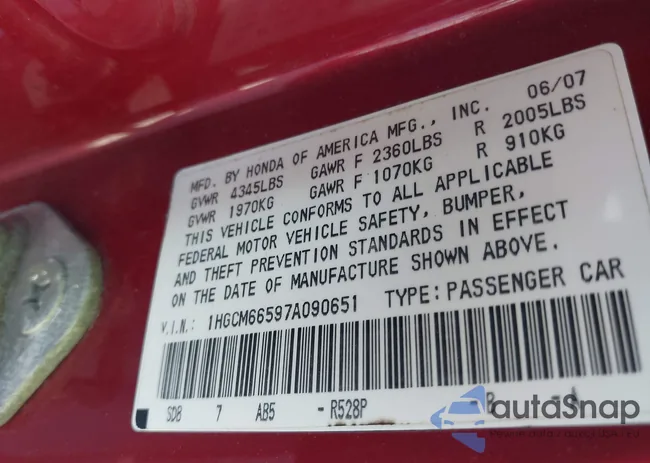 MFD. BY HONDA OF AMERICA MFG., INC. 06/07
GVWR 4345LBS GAWR F 2360LBS R 2005LBS
GVWR 1970KG GAWR F 1070KG R 910KG
THIS VEHICLE CONFORMS TO ALL APPLICABLE
FEDERAL MOTOR VEHICLE SAFETY, BUMPER,
AND THEFT PREVENTION STANDARDS IN EFFECT
ON THE DATE OF MANUFACTURE SHOWN ABOVE.
V.I.N.: 1HGCM66597A090651 TYPE: PASSENGER CAR
SDB 7 AB5 -R528P
autaSnap